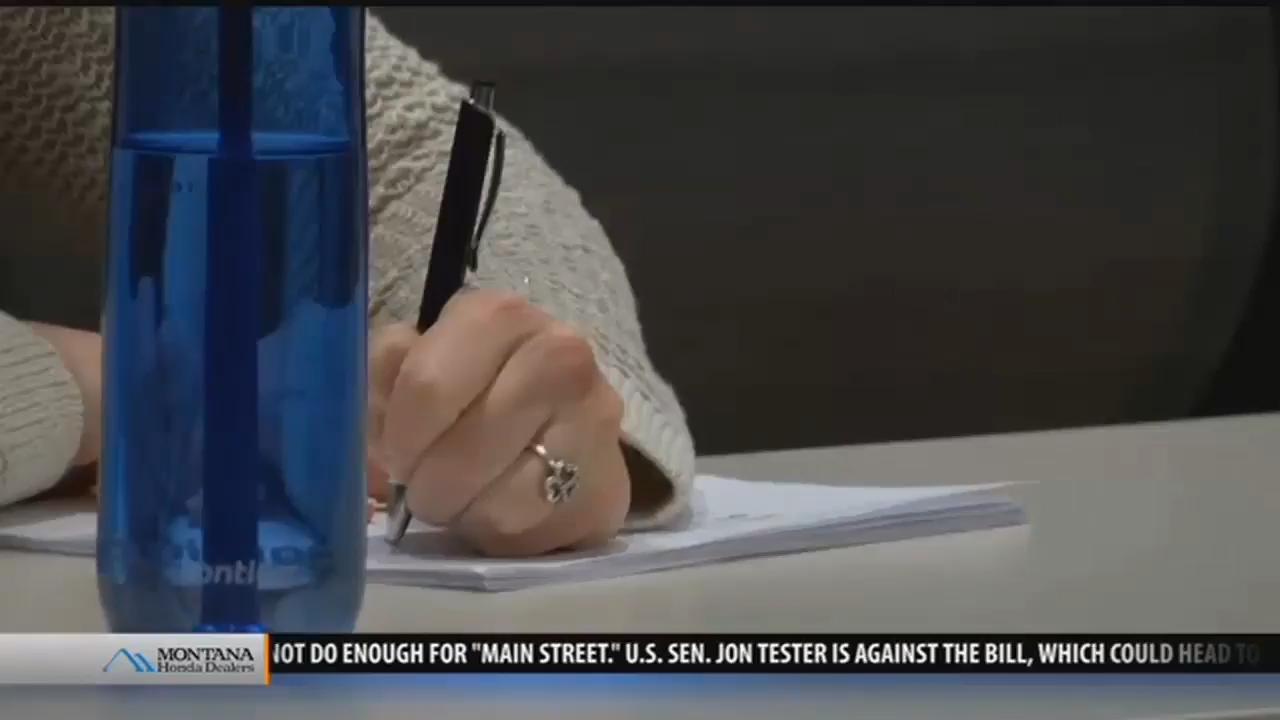 ontig
MONTANA
Honda Dealers
NOT DO ENOUGH FOR "MAIN STREET." U.S. SEN. JON TESTER IS AGAINST THE BILL, WHICH COULD HEAD TO